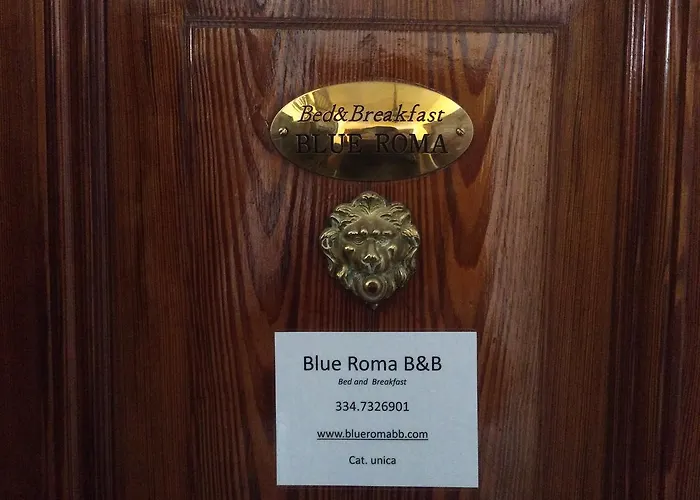 Bed&Breakfast
BLUE ROMA
Blue Roma B&B
Bed and Breakfast
334.7326901
www.blueromabb.com
Cat. unica